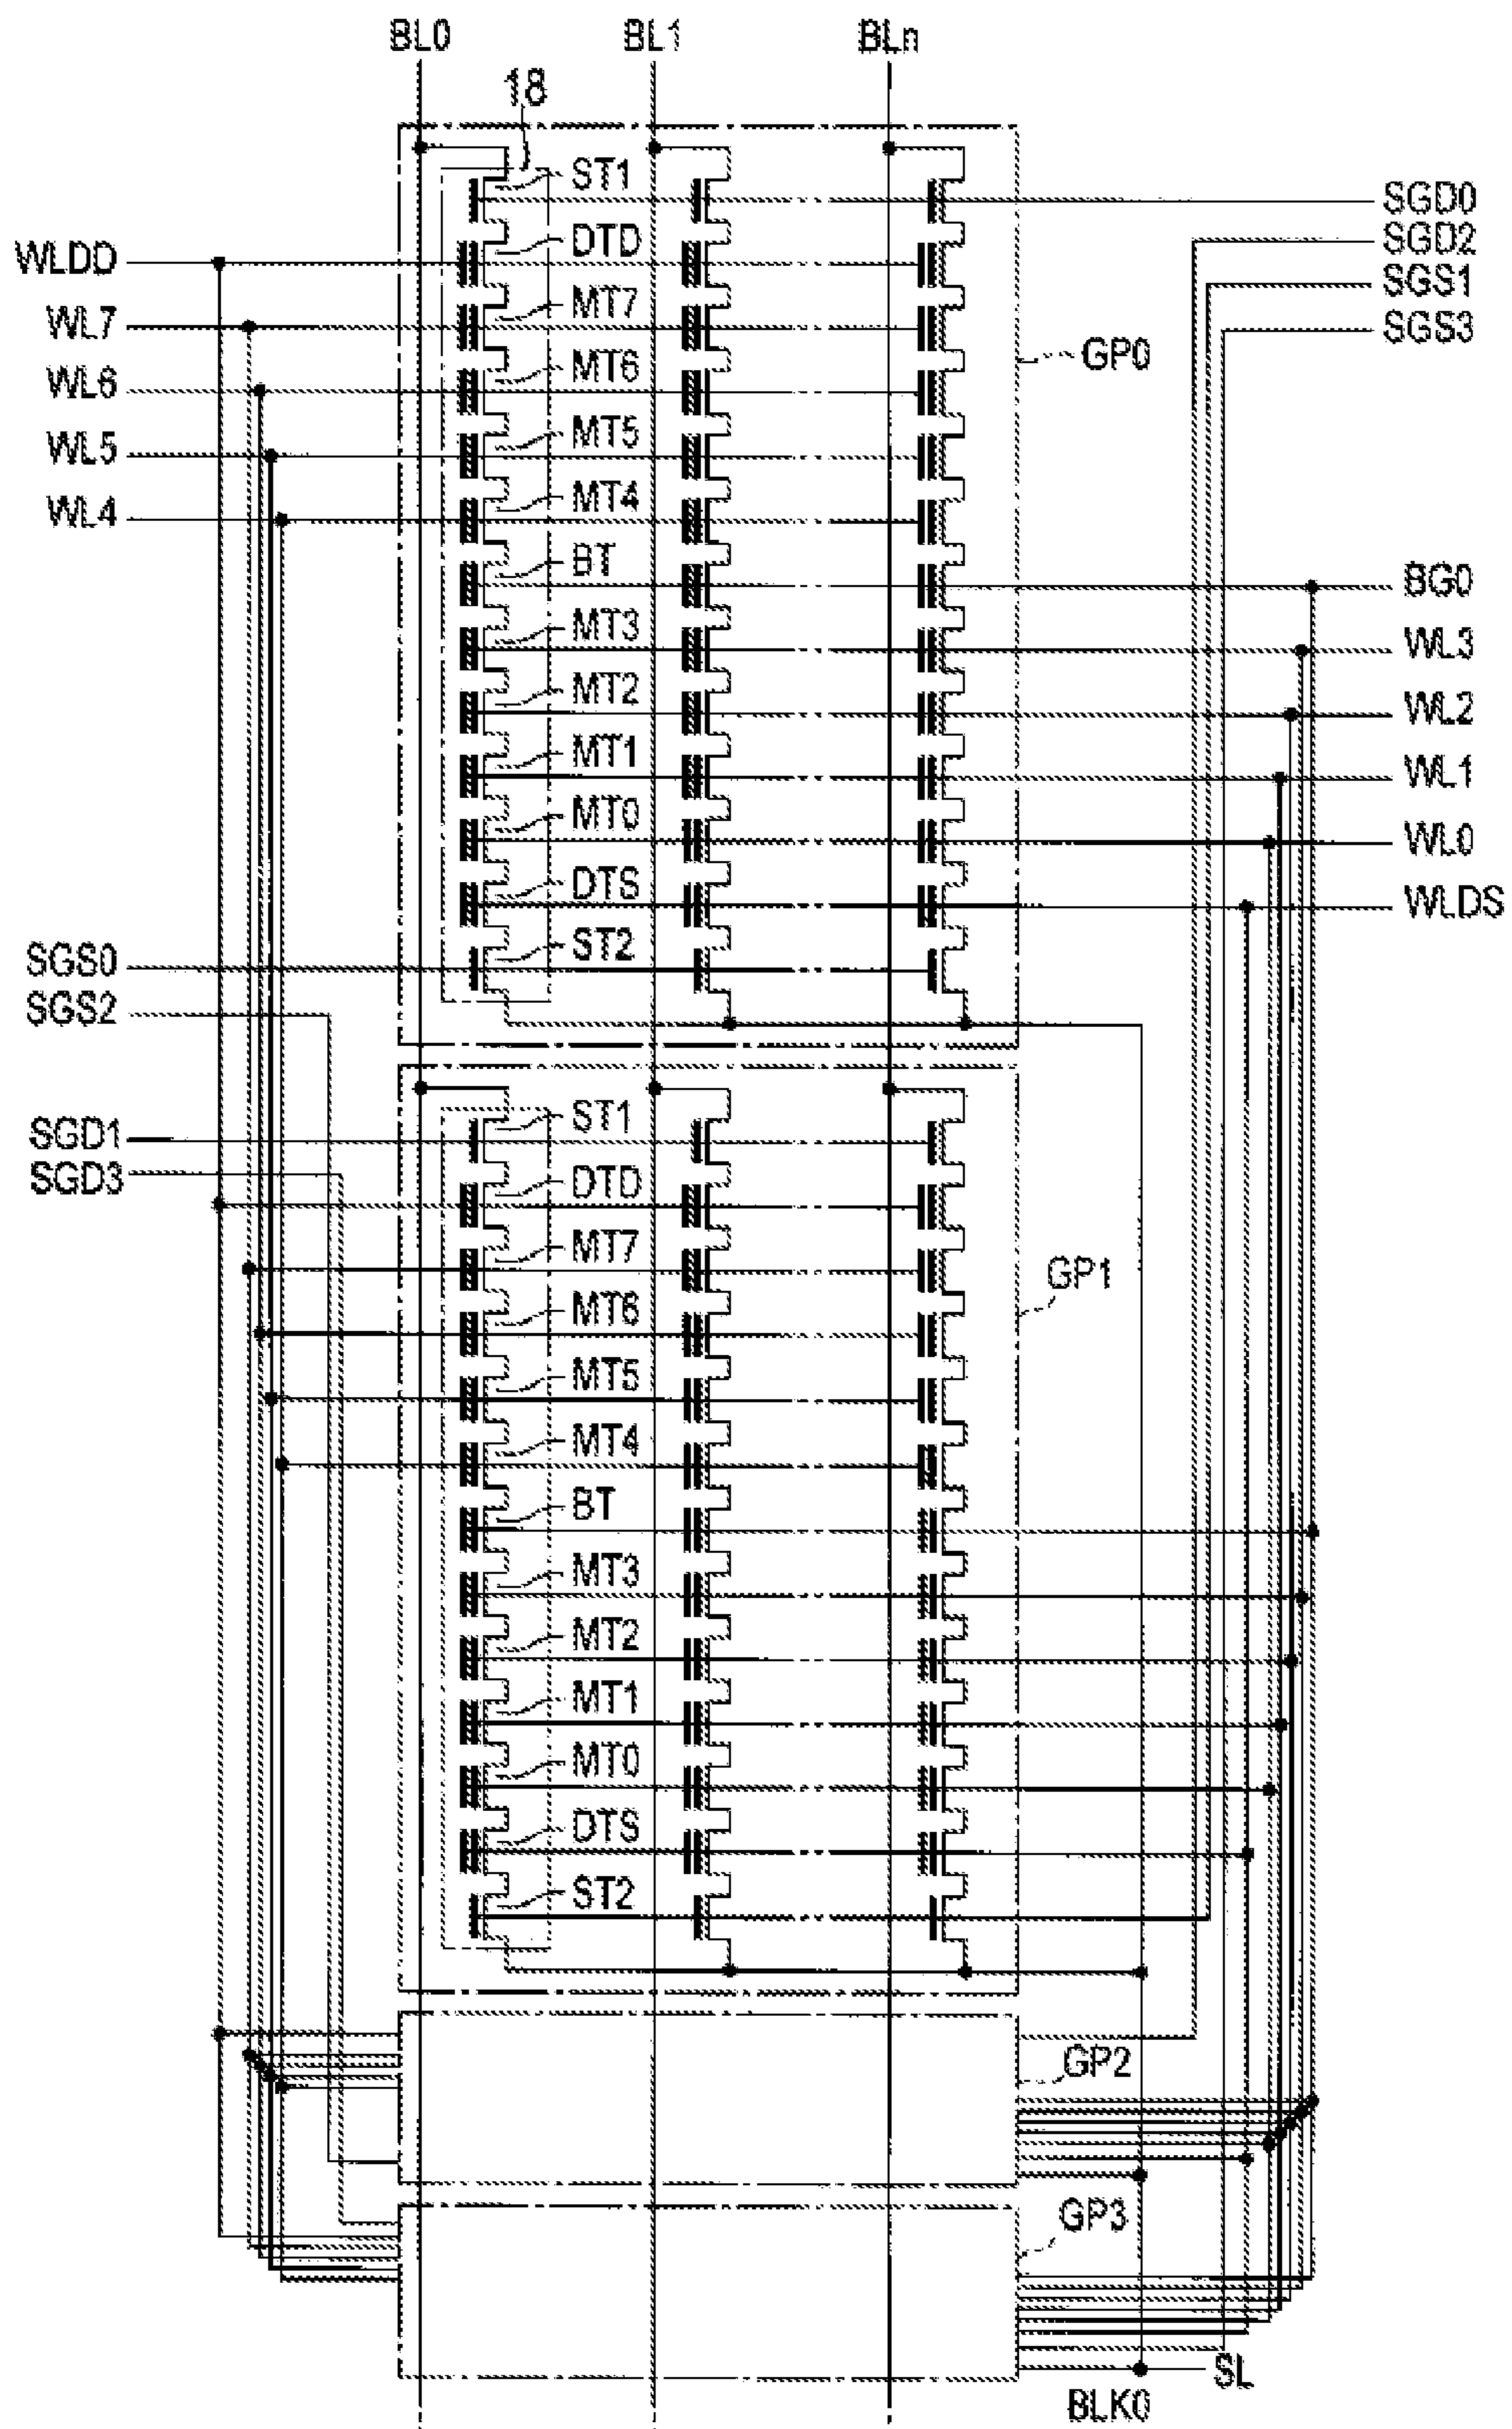 BL0 BL1 BLn
18
ST1 SGD0
DTD SGD2
WLDD SGS1
MT7 SGS3
WL7 GP0
MT6
WL6
MT5
WL5
MT4
WL4
BT BG0
MT3 WL3
MT2 WL2
MT1 WL1
MT0 WL0
DTS WLDS
ST2
SGS0
SGS2
ST1
SGD1
SGD3 DTD
MT7 GP1
MT6
MT5
MT4
BT
MT3
MT2
MT1
MT0
DTS
ST2
GP2
GP3
SL
BLK0